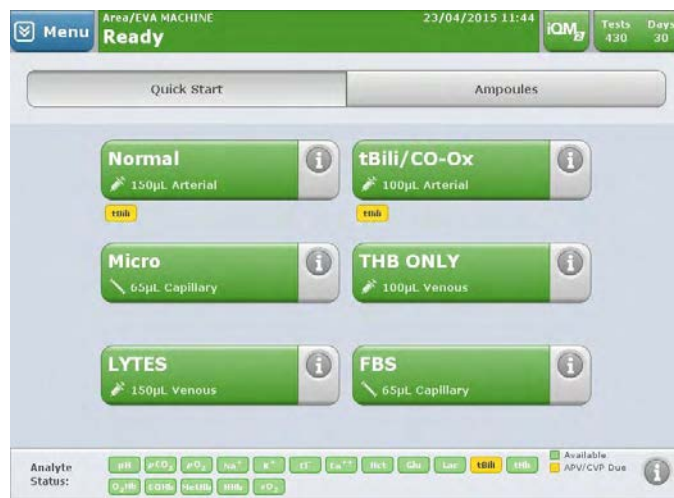 Menu
Area/EVA MACHINE
23/04/2015 11:44
Ready
iQM2
Tests
430
Days
30
Quick Start
Ampoules
Normal
150µL Arterial
tBili
tBili/CO-Ox
100µL Arterial
tBili
Micro
65µL Capillary
THB ONLY
100µL Venous
LYTES
150µL Venous
FBS
65µL Capillary
Analyte
Status:
pH pCO₂ pO₂ Na⁺ K⁺ Cl⁻ Ca⁺⁺ Hct Glu Lac tBili tHb
O₂Hb COHb MetHb HHb sO₂
Available
APV/CVP Due